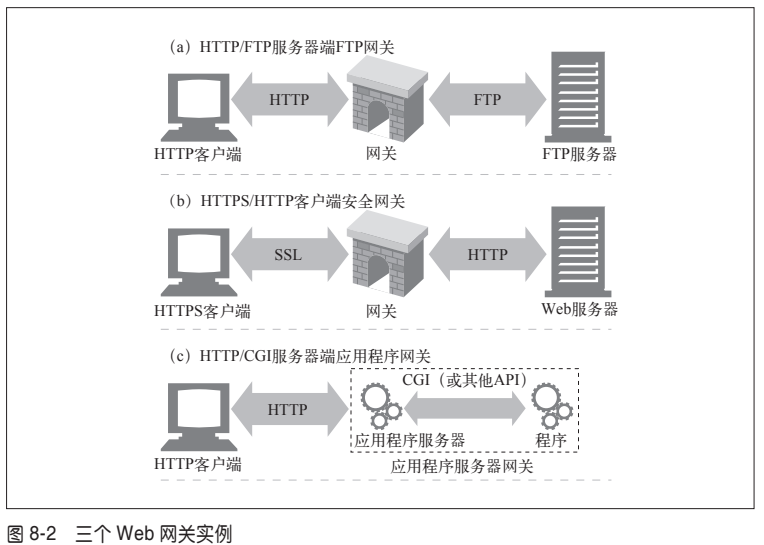 （a）HTTP/FTP服务器端FTP网关
HTTP
FTP
HTTP客户端
网关
FTP服务器
（b）HTTPS/HTTP客户端安全网关
SSL
HTTP
HTTPS客户端
网关
Web服务器
（c）HTTP/CGI服务器端应用程序网关
CGI（或其他API）
HTTP
应用程序服务器
程序
HTTP客户端
应用程序服务器网关
图 8-2 三个 Web 网关实例